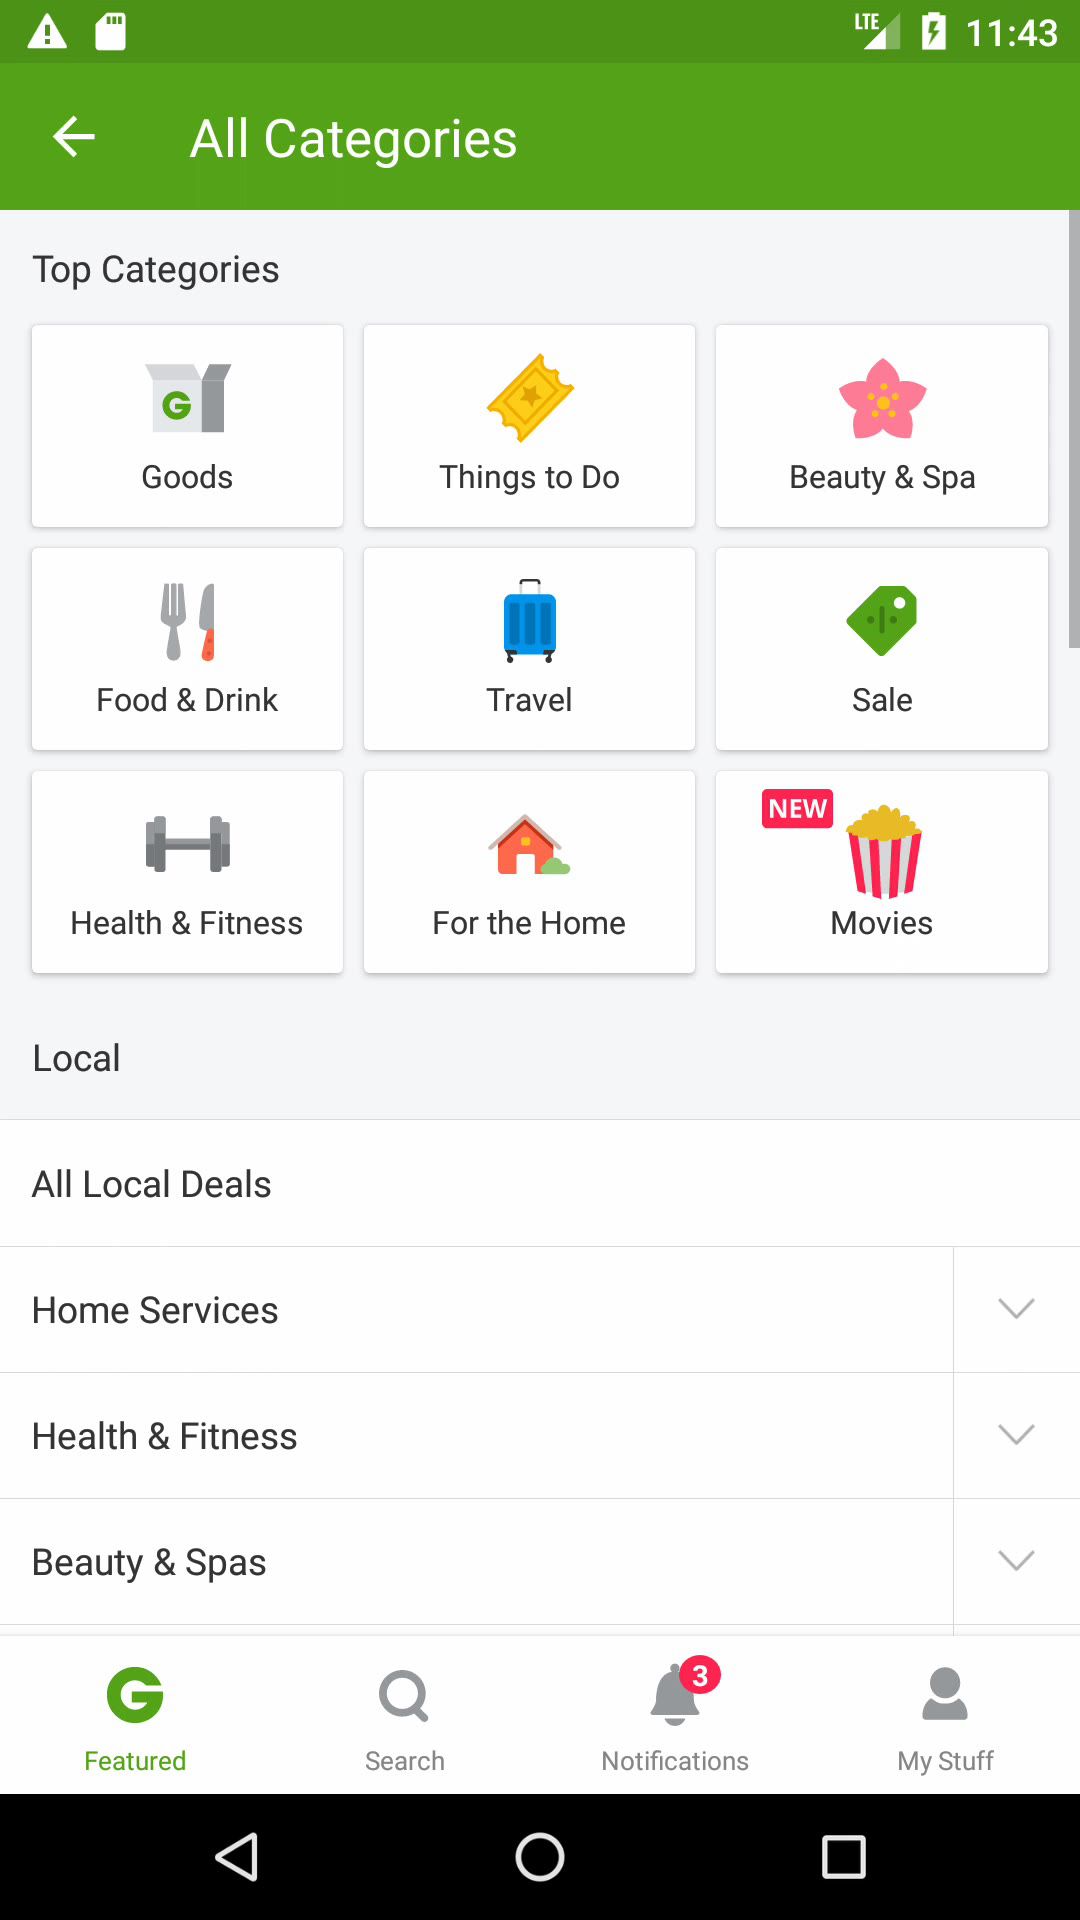 LTE 11:43
All Categories
Top Categories
Goods
Things to Do
Beauty & Spa
Food & Drink
Travel
Sale
Health & Fitness
For the Home
NEW
Movies
Local
All Local Deals
Home Services
Health & Fitness
Beauty & Spas
3
Featured
Search
Notifications
My Stuff